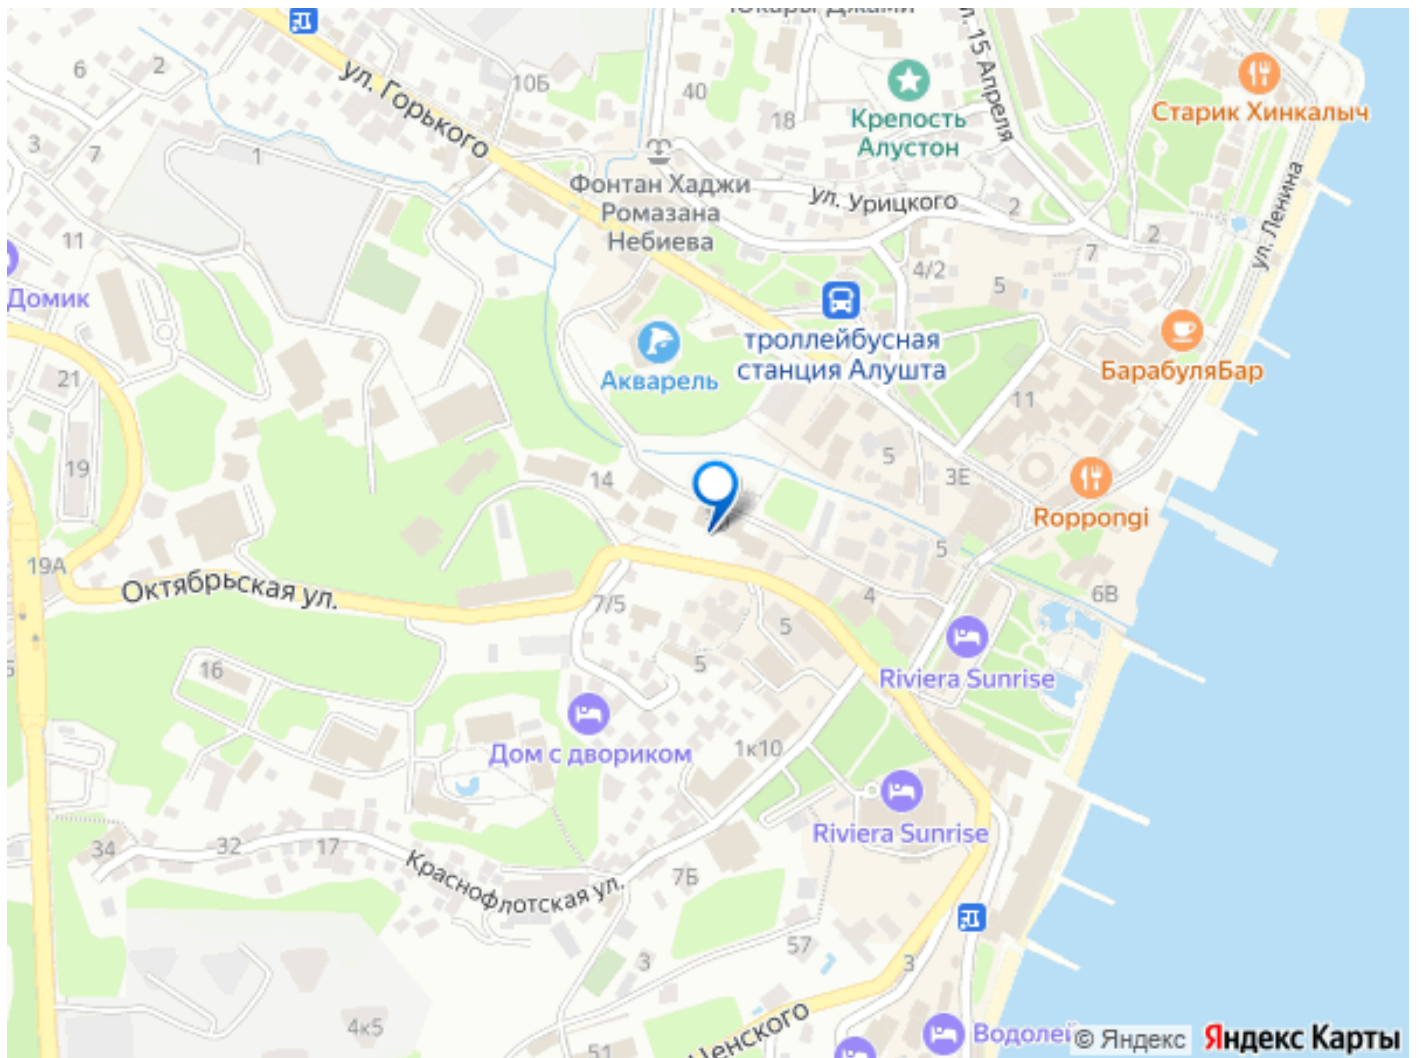 Юкары Джами
ул. 15 Апреля
6
2
10Б
40
ул. Горького
18
Крепость
Алустон
Старик Хинкалыч
3
7
1
Фонтан Хаджи
Ромазана
Небиева
ул. Урицкого
2
2
7
ул. Ленина
11
4/2
5
Домик
троллейбусная
станция Алушта
Акварель
БарабуляБар
21
11
19
14
5
3Е
Roppongi
19А
Октябрьская ул.
7/5
5
4
6В
5
5
16
Riviera Sunrise
Дом с двориком
1к10
Riviera Sunrise
34
32
17
Краснофлотская ул.
7Б
57
3
3
4к5
51
Ценского
Водолей
© Яндекс
Яндекс Карты